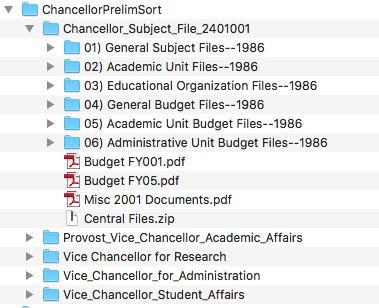 ChancellorPrelimSort
Chancellor_Subject_File_2401001
01) General Subject Files--1986
02) Academic Unit Files--1986
03) Educational Organization Files--1986
04) General Budget Files--1986
05) Academic Unit Budget Files--1986
06) Administrative Unit Budget Files--1986
Budget FY001.pdf
Budget FY05.pdf
Misc 2001 Documents.pdf
Central Files.zip
Provost_Vice_Chancellor_Academic_Affairs
Vice Chancellor for Research
Vice_Chancellor_for_Administration
Vice_Chancellor_Student_Affairs